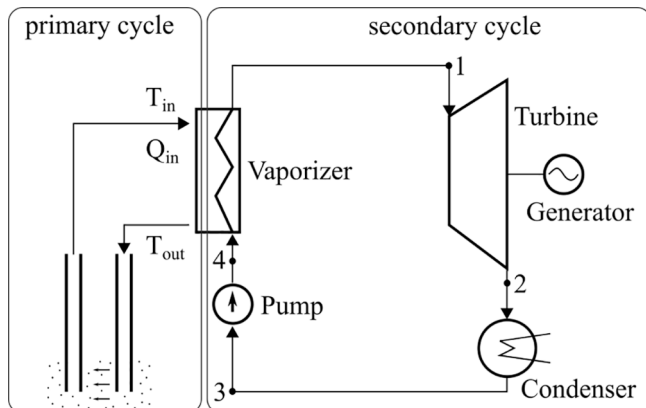 primary cycle
secondary cycle
1
T_in
Turbine
Q_in
Vaporizer
Generator
T_out
4
2
Pump
3
Condenser